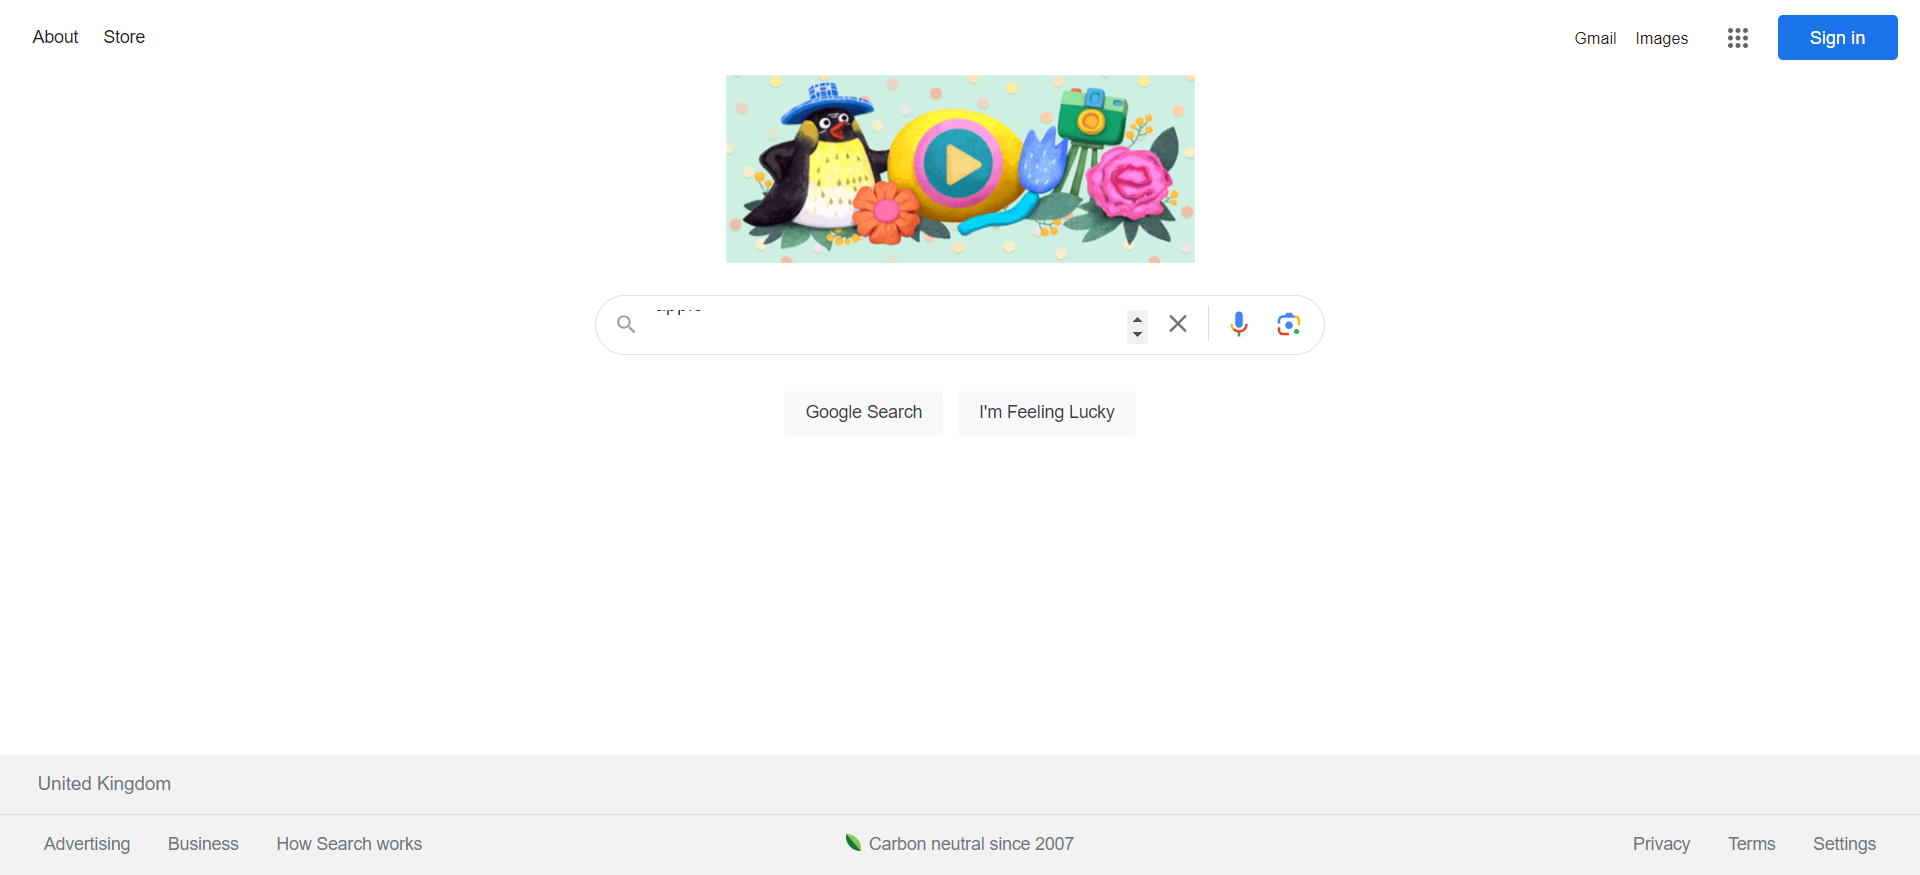 About Store
Gmail Images Sign in
Google Search I'm Feeling Lucky
United Kingdom
Advertising Business How Search works Carbon neutral since 2007 Privacy Terms Settings